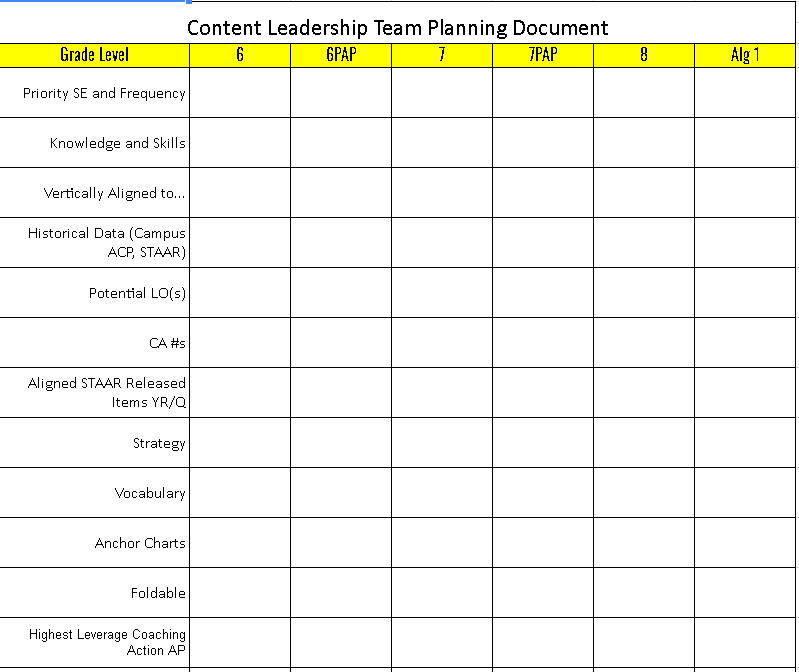 Content Leadership Team Planning Document
Grade Level 6 6PAP 7 7PAP 8 Alg 1
Priority SE and Frequency
Knowledge and Skills
Vertically Aligned to...
Historical Data (Campus
ACP, STAAR)
Potential LO(s)
CA #s
Aligned STAAR Released
Items YR/Q
Strategy
Vocabulary
Anchor Charts
Foldable
Highest Leverage Coaching
Action AP